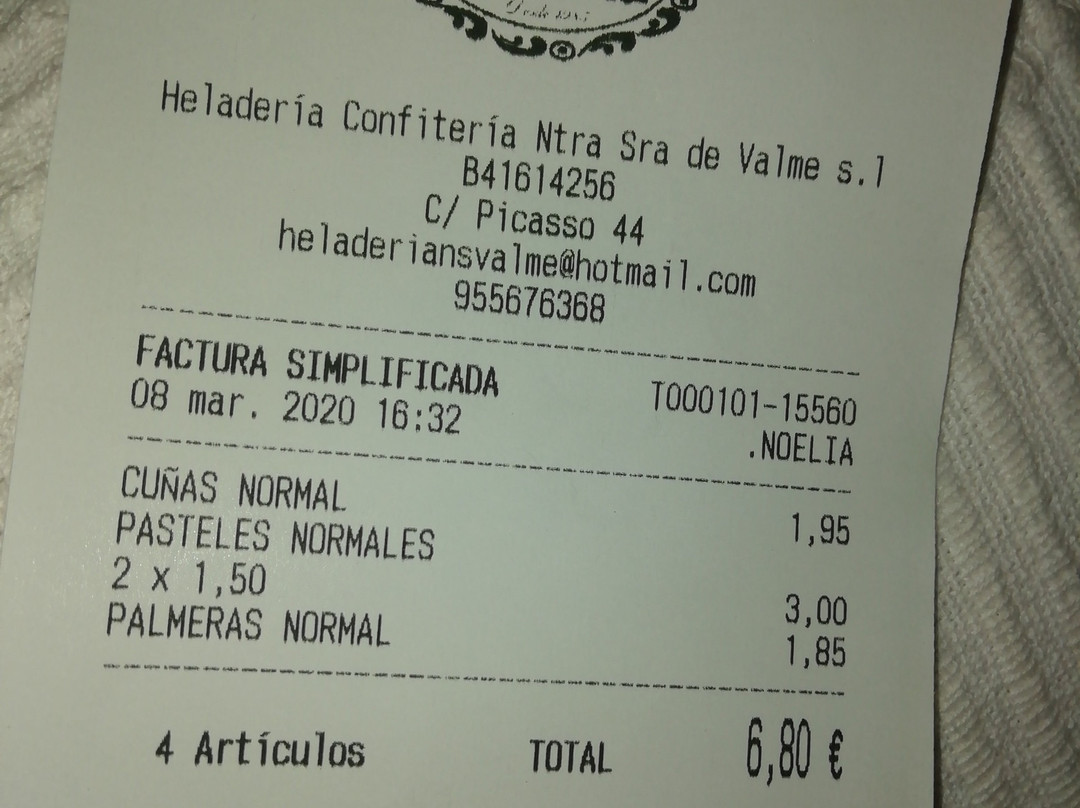 Desde 1985
Heladería Confitería Ntra Sra de Valme s.l
B41614256
C/ Picasso 44
heladeriansvalme@hotmail.com
955676368
FACTURA SIMPLIFICADA T000101-15560
08 mar. 2020 16:32 .NOELIA
CUÑAS NORMAL 1,95
PASTELES NORMALES
2 x 1,50 3,00
PALMERAS NORMAL 1,85
4 Artículos TOTAL 6,80 €